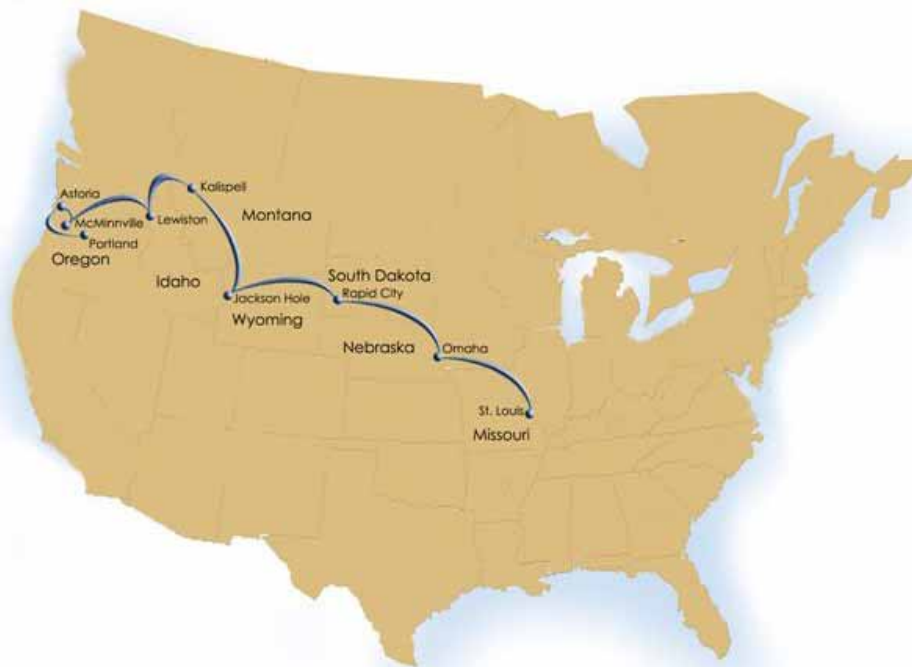 Astoria
Kalispell
McMinnville
Lewiston
Montana
Portland
Oregon
Idaho
South Dakota
Jackson Hole
Rapid City
Wyoming
Nebraska
Omaha
St. Louis
Missouri